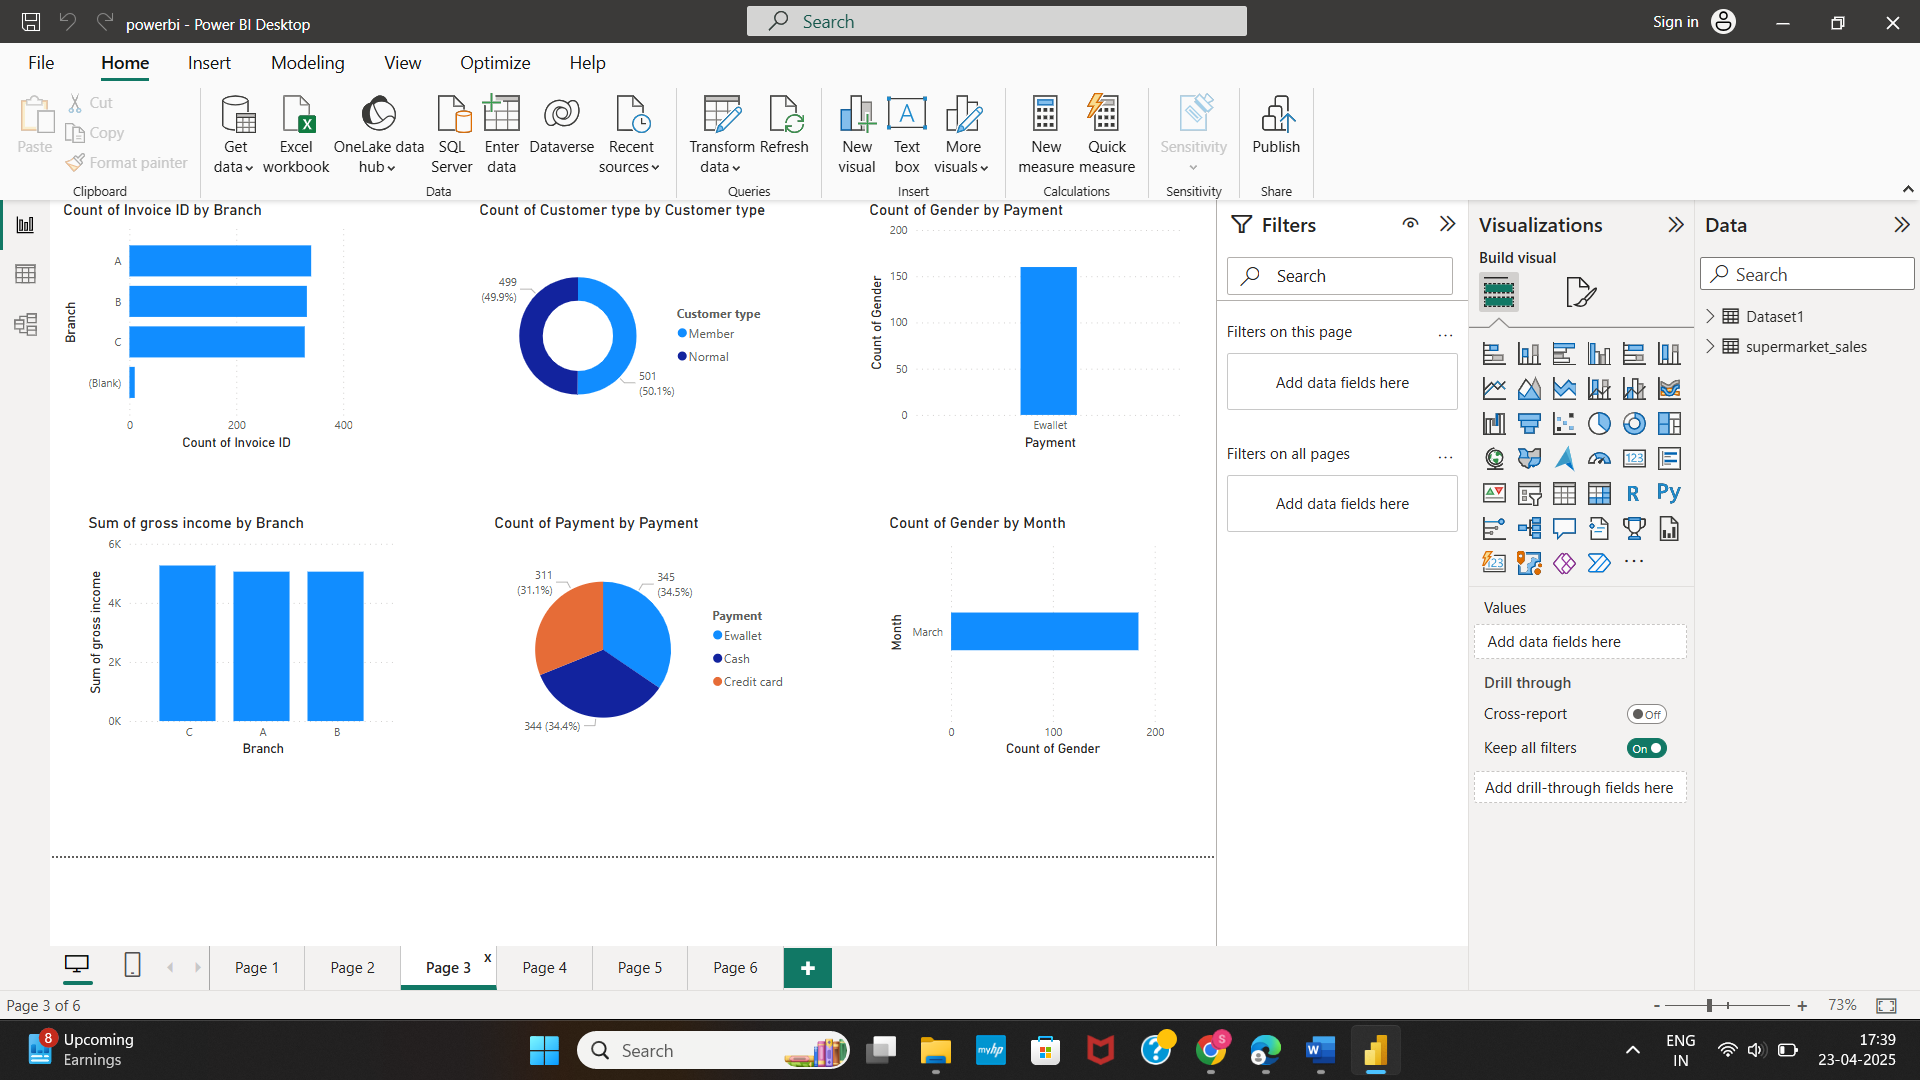 powerbi - Power BI Desktop
Search
Sign in
File
Home
Insert
Modeling
View
Optimize
Help
Paste
Cut
Copy
Format painter
Clipboard
Get data
Excel workbook
OneLake data hub
SQL Server
Enter data
Dataverse
Recent sources
Data
Transform data
Refresh
Queries
New visual
Text box
More visuals
Insert
New measure
Quick measure
Calculations
Sensitivity
Sensitivity
Publish
Share
Count of Invoice ID by Branch
Branch
A
B
C
(Blank)
0
200
400
Count of Invoice ID
Count of Customer type by Customer type
499
(49.9%)
501
(50.1%)
Customer type
Member
Normal
Count of Gender by Payment
Count of Gender
200
150
100
50
0
Ewallet
Payment
Sum of gross income by Branch
Sum of gross income
6K
4K
2K
0K
C
A
B
Branch
Count of Payment by Payment
311
(31.1%)
345
(34.5%)
344 (34.4%)
Payment
Ewallet
Cash
Credit card
Count of Gender by Month
Month
March
0
100
200
Count of Gender
Filters
Search
Filters on this page
...
Add data fields here
Filters on all pages
...
Add data fields here
Visualizations
Build visual
123
R
Py
123
...
Values
Add data fields here
Drill through
Cross-report
Off
Keep all filters
On
Add drill-through fields here
Data
Search
Dataset1
supermarket_sales
Page 1
Page 2
Page 3
x
Page 4
Page 5
Page 6
+
Page 3 of 6
-
+
73%
8
Upcoming
Earnings
Search
myhp
?
S
W
ENG
IN
17:39
23-04-2025